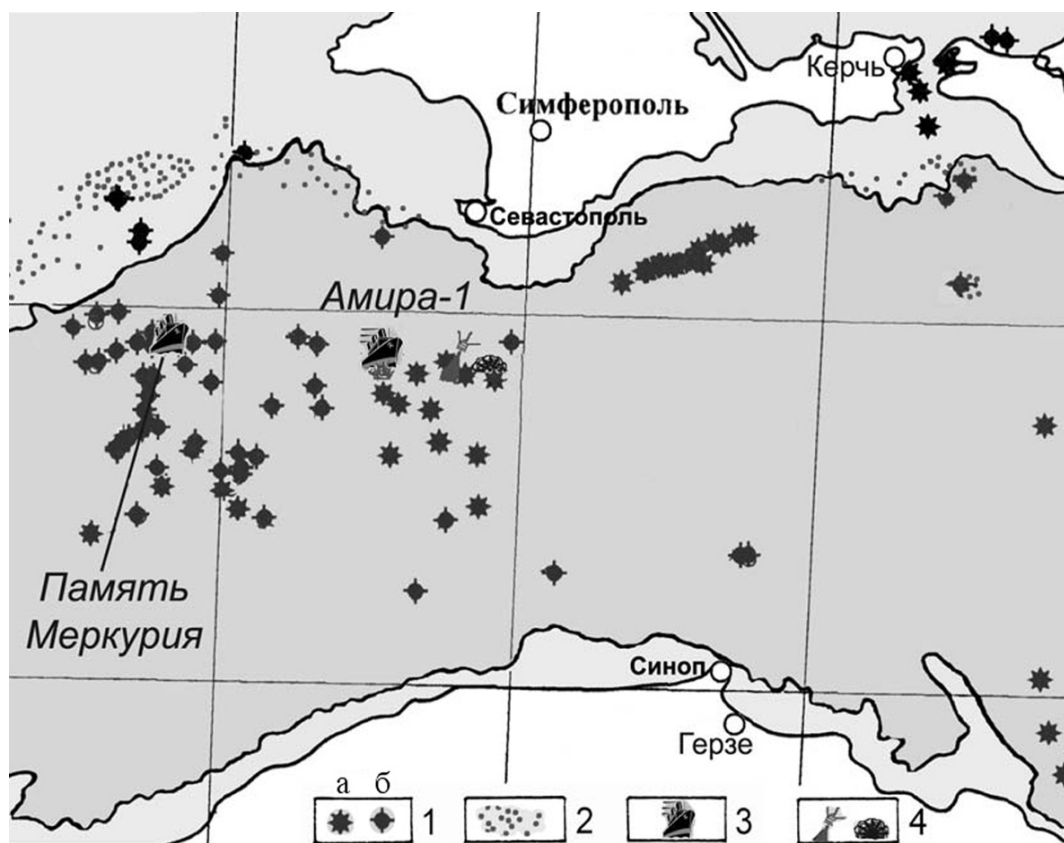 Керчь
Симферополь
Севастополь
Амира-1
Память
Меркурия
Синоп
Герзе
а б
1 2 3 4